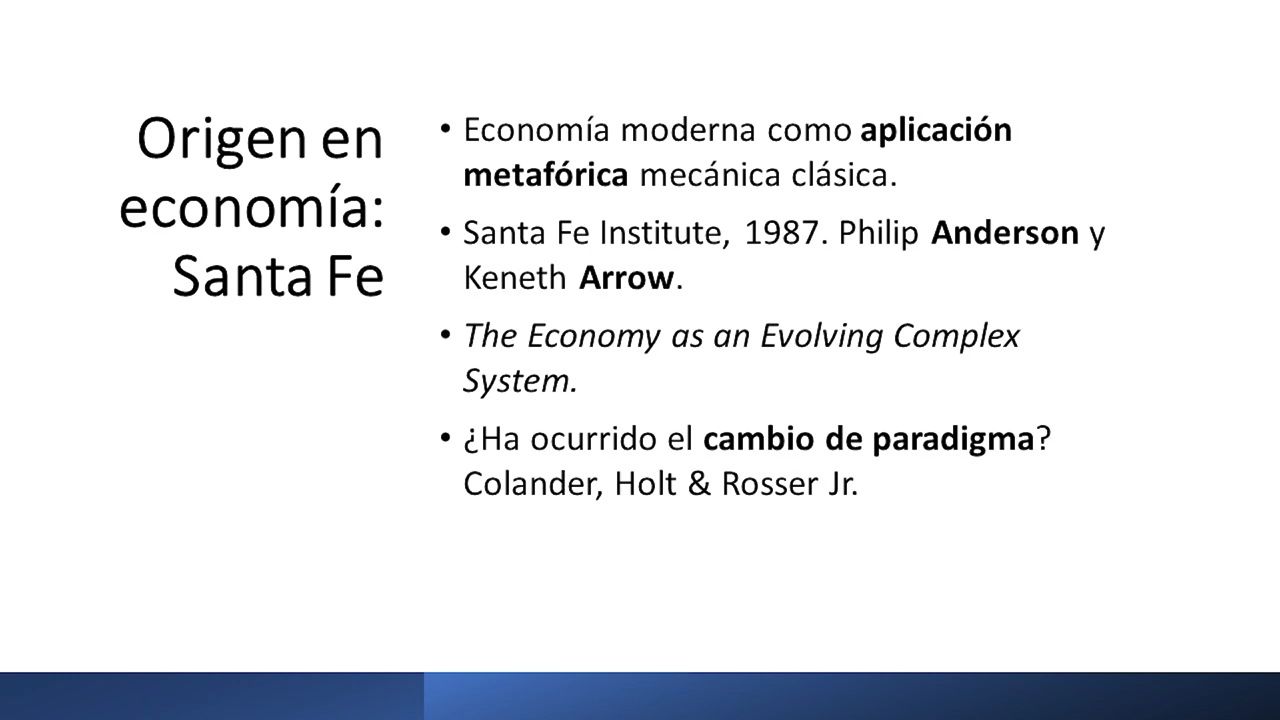 Origen en
economía:
Santa Fe
• Economía moderna como aplicación
metafórica mecánica clásica.
• Santa Fe Institute, 1987. Philip Anderson y
Keneth Arrow.
• The Economy as an Evolving Complex
System.
• ¿Ha ocurrido el cambio de paradigma?
Colander, Holt & Rosser Jr.